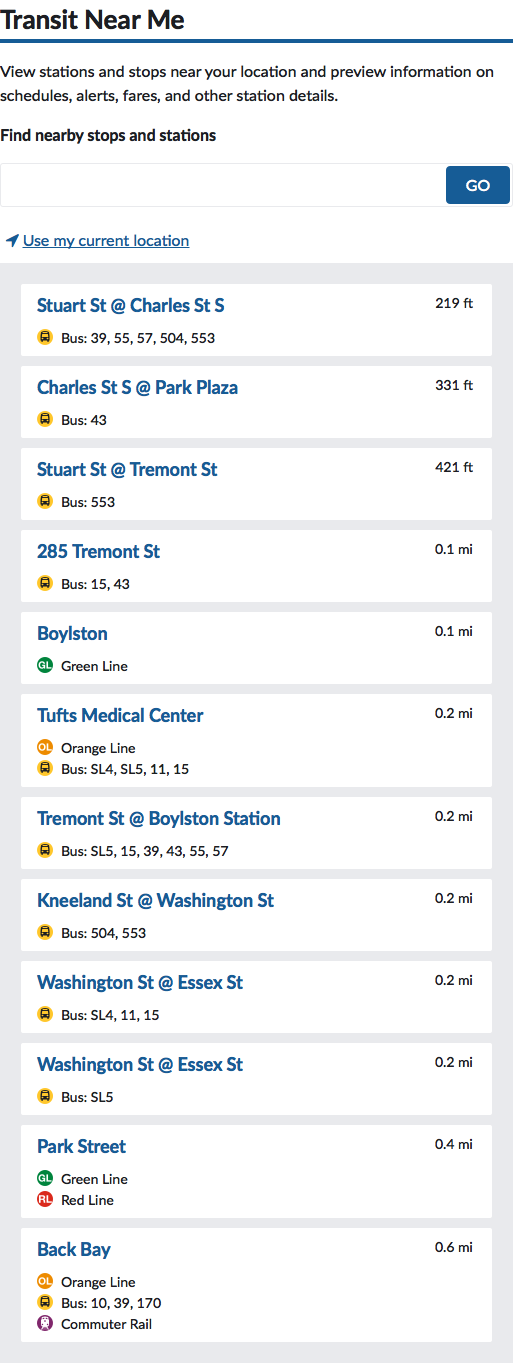 Transit Near Me
View stations and stops near your location and preview information on
schedules, alerts, fares, and other station details.
Find nearby stops and stations
GO
Use my current location
Stuart St @ Charles St S 219 ft
Bus: 39, 55, 57, 504, 553
Charles St S @ Park Plaza 331 ft
Bus: 43
Stuart St @ Tremont St 421 ft
Bus: 553
285 Tremont St 0.1 mi
Bus: 15, 43
Boylston 0.1 mi
GL Green Line
Tufts Medical Center 0.2 mi
OL Orange Line
Bus: SL4, SL5, 11, 15
Tremont St @ Boylston Station 0.2 mi
Bus: SL5, 15, 39, 43, 55, 57
Kneeland St @ Washington St 0.2 mi
Bus: 504, 553
Washington St @ Essex St 0.2 mi
Bus: SL4, 11, 15
Washington St @ Essex St 0.2 mi
Bus: SL5
Park Street 0.4 mi
GL Green Line
RL Red Line
Back Bay 0.6 mi
OL Orange Line
Bus: 10, 39, 170
Commuter Rail